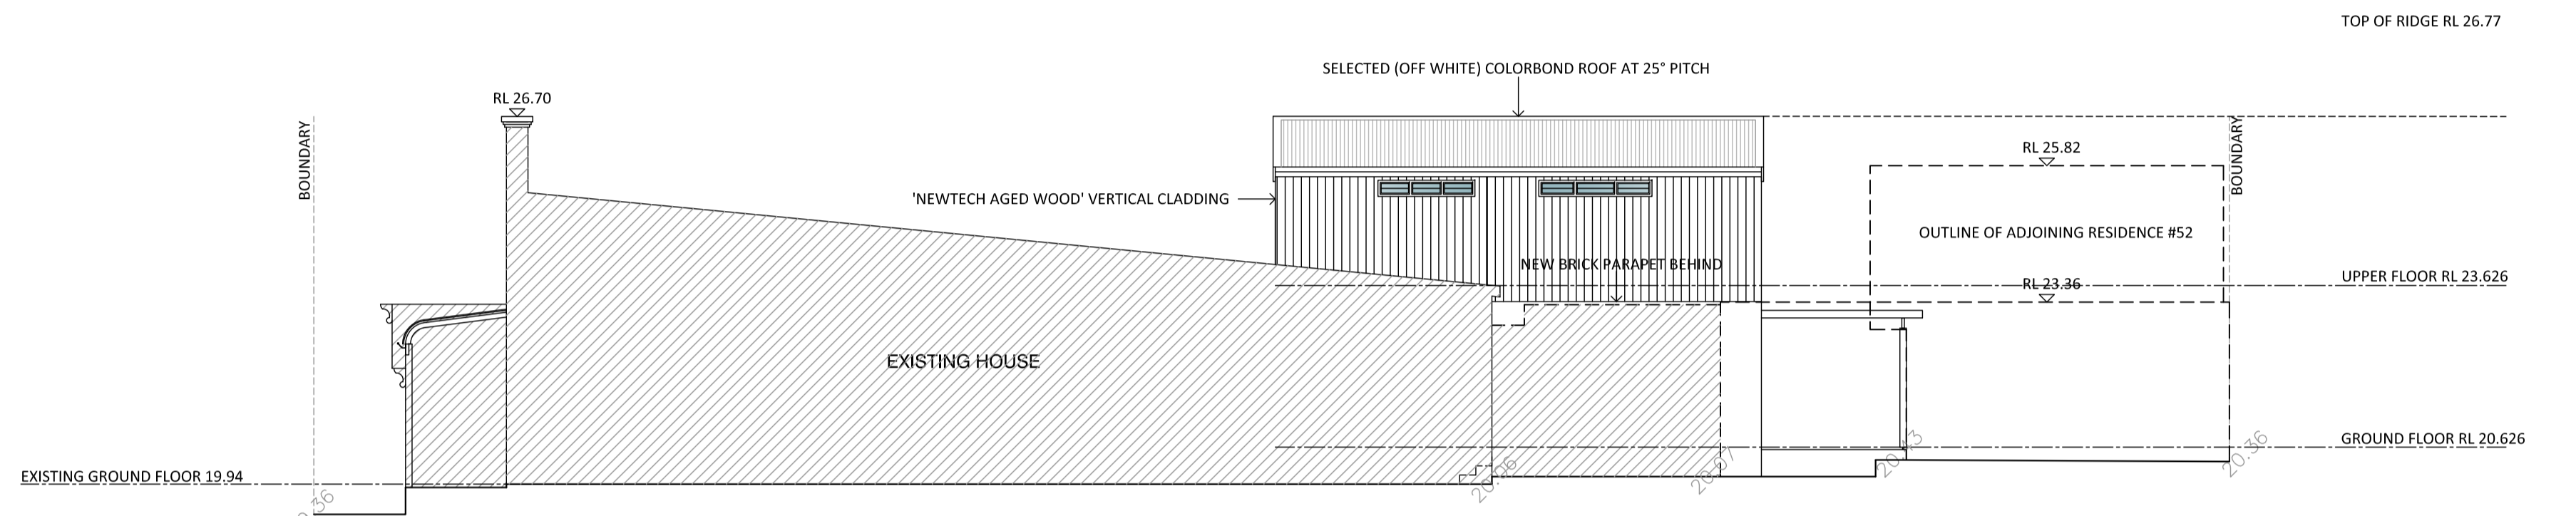 TOP OF RIDGE RL 26.77
SELECTED (OFF WHITE) COLORBOND ROOF AT 25° PITCH
RL 26.70
BOUNDARY
BOUNDARY
RL 25.82
'NEWTECH AGED WOOD' VERTICAL CLADDING
OUTLINE OF ADJOINING RESIDENCE #52
NEW BRICK PARAPET BEHIND
UPPER FLOOR RL 23.626
RL 23.36
EXISTING HOUSE
GROUND FLOOR RL 20.626
EXISTING GROUND FLOOR 19.94
20.07
20.36